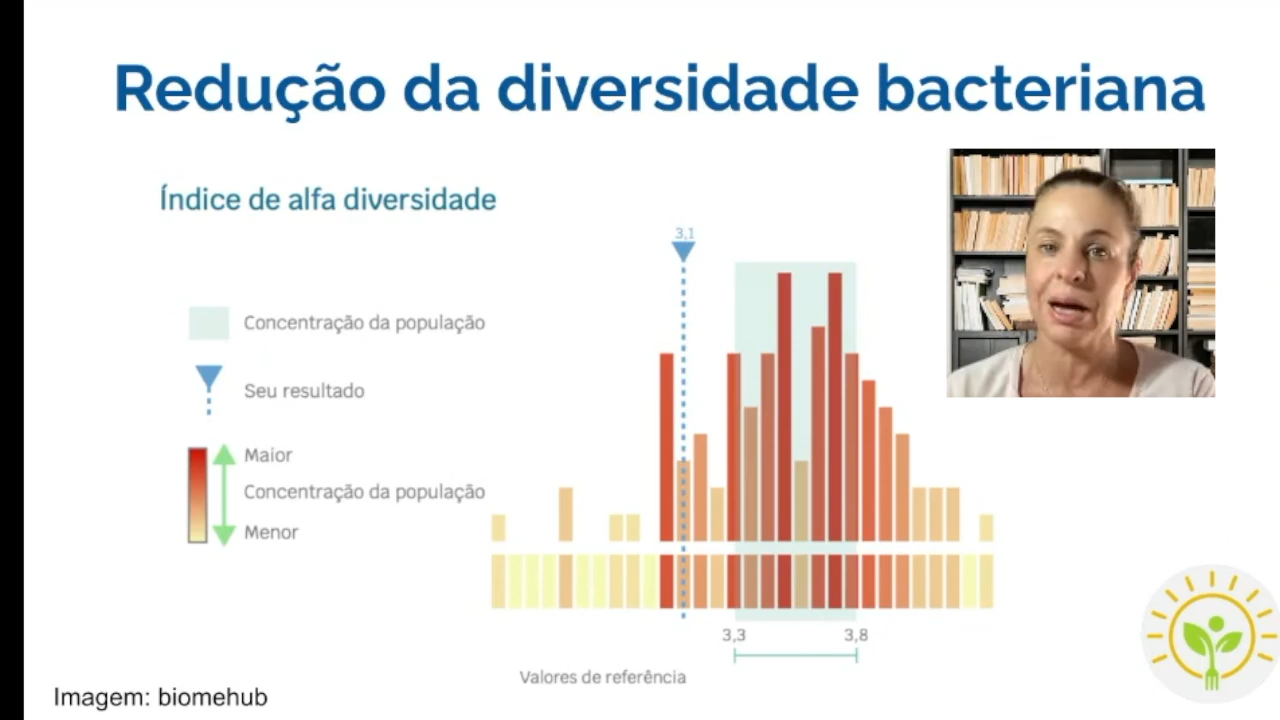 Redução da diversidade bacteriana
Índice de alfa diversidade
3,1
Concentração da população
Seu resultado
Maior
Concentração da população
Menor
3,3
3,8
Valores de referência
Imagem: biomehub